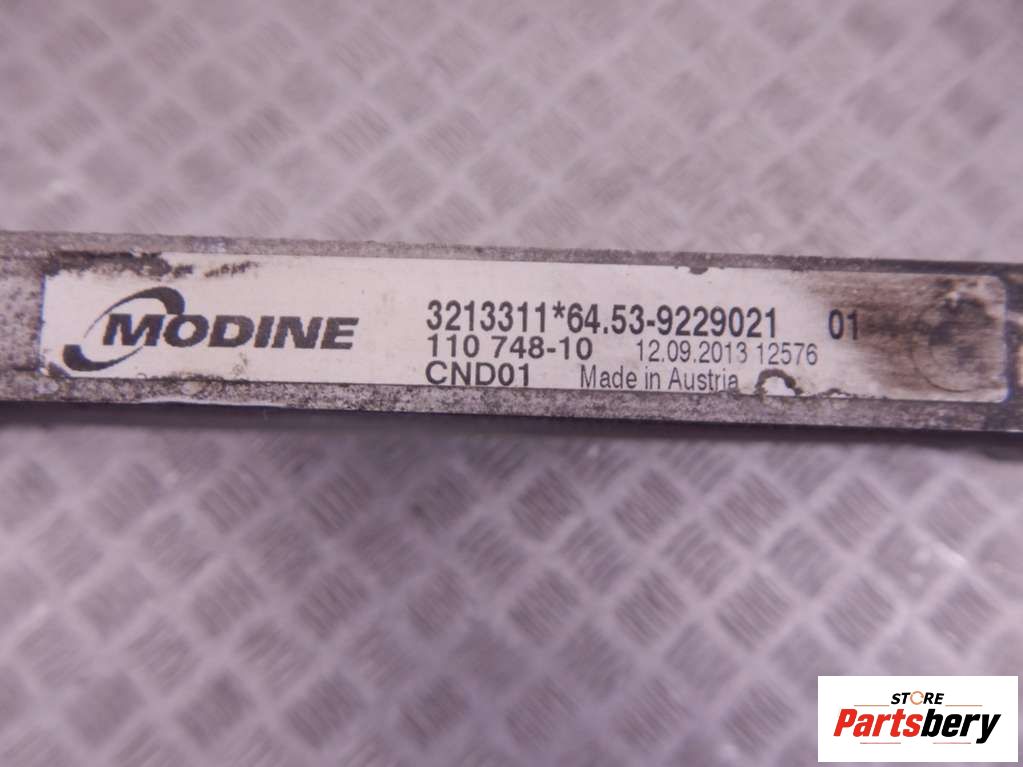 MODINE
3213311*64.53-9229021 01
110 748-10 12.09.2013 12576
CND01 Made in Austria
STORE
Partsbery